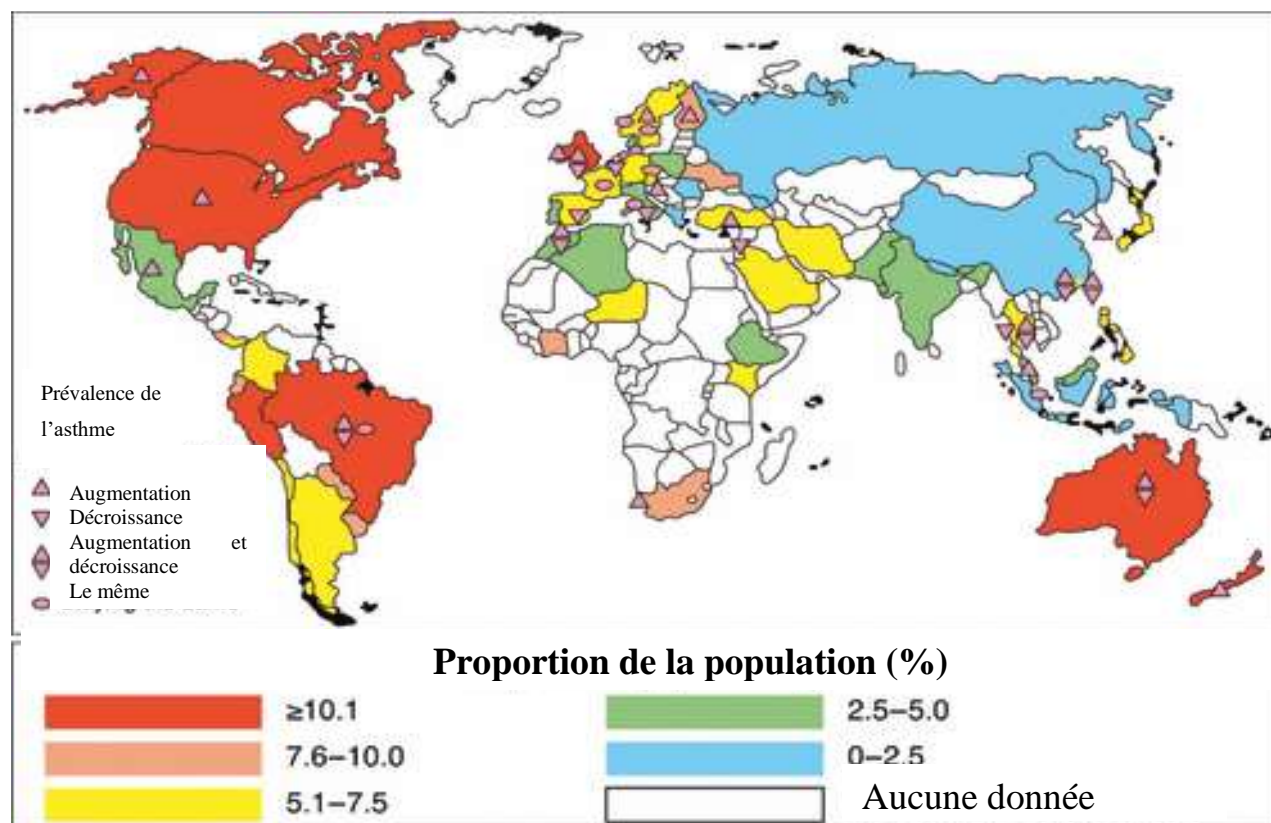 Prévalence de
l’asthme
Augmentation
Décroissance
Augmentation et
décroissance
Le même
Proportion de la population (%)
≥10.1
7.6–10.0
5.1–7.5
2.5–5.0
0–2.5
Aucune donnée